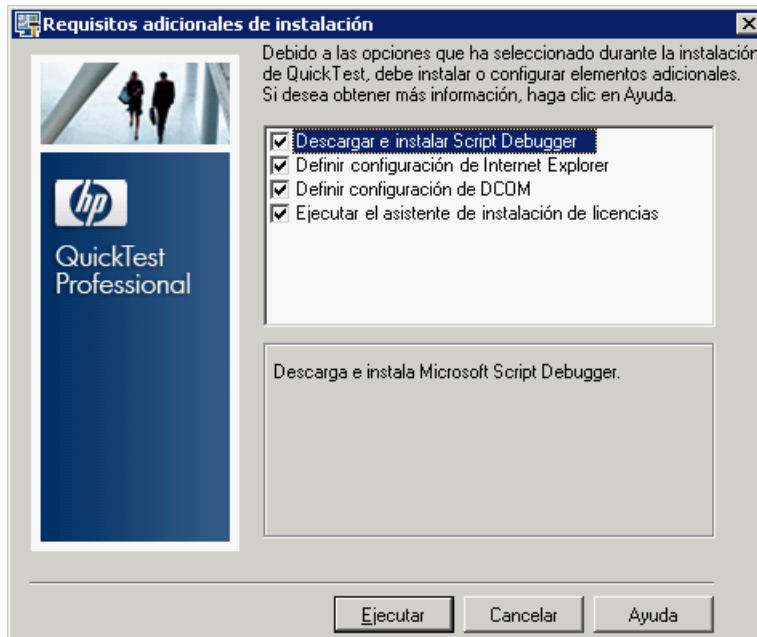 Requisitos adicionales de instalación
Debido a las opciones que ha seleccionado durante la instalación
de QuickTest, debe instalar o configurar elementos adicionales.
Si desea obtener más información, haga clic en Ayuda.
hp
QuickTest
Professional
Descargar e instalar Script Debugger
Definir configuración de Internet Explorer
Definir configuración de DCOM
Ejecutar el asistente de instalación de licencias
Descarga e instala Microsoft Script Debugger.
Ejecutar
Cancelar
Ayuda